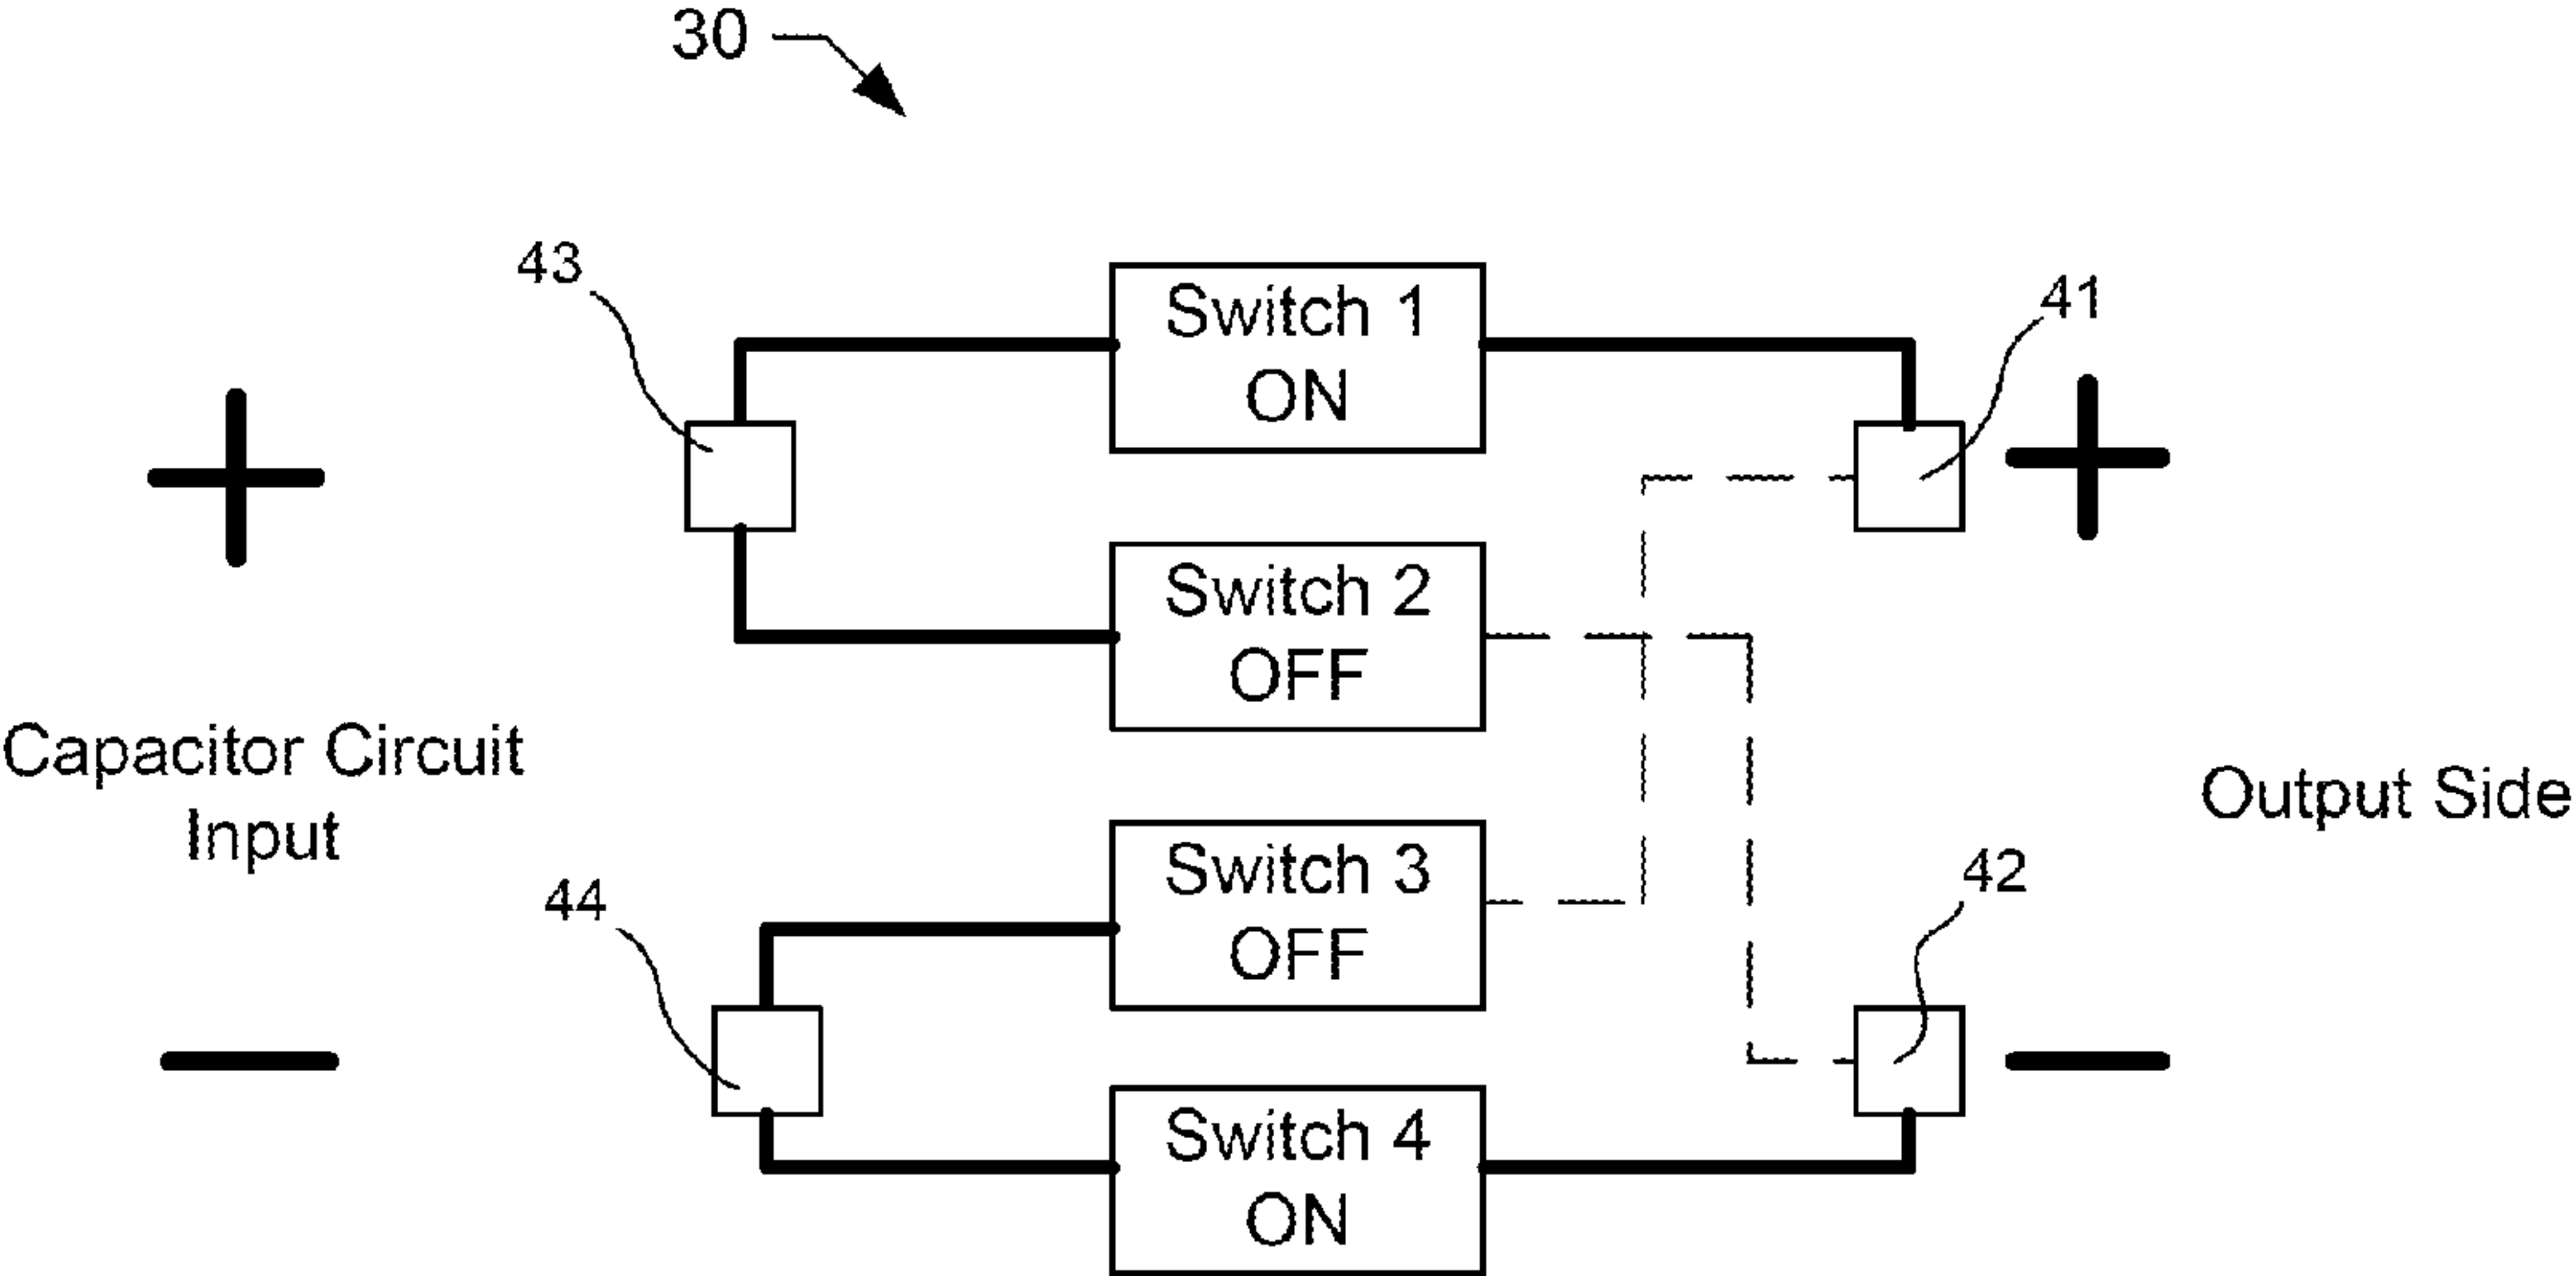 30
43
41
Switch 1
ON
+
+
Switch 2
OFF
Capacitor Circuit
Input
Output Side
Switch 3
OFF
44
42
−
−
Switch 4
ON